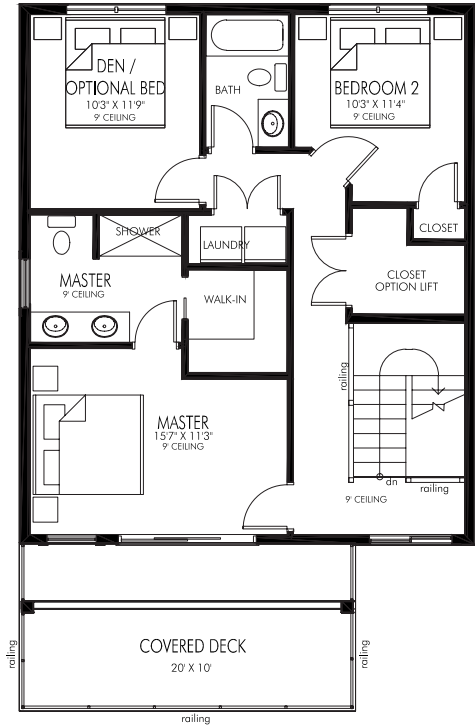 DEN /
OPTIONAL BED
10'3" X 11'9"
9' CEILING
BATH
BEDROOM 2
10'3" X 11'4"
9' CEILING
SHOWER
LAUNDRY
CLOSET
MASTER
9' CEILING
WALK-IN
CLOSET
OPTION LIFT
railing
MASTER
15'7" X 11'3"
9' CEILING
dn
railing
9' CEILING
COVERED DECK
20' X 10'
railing
railing
railing